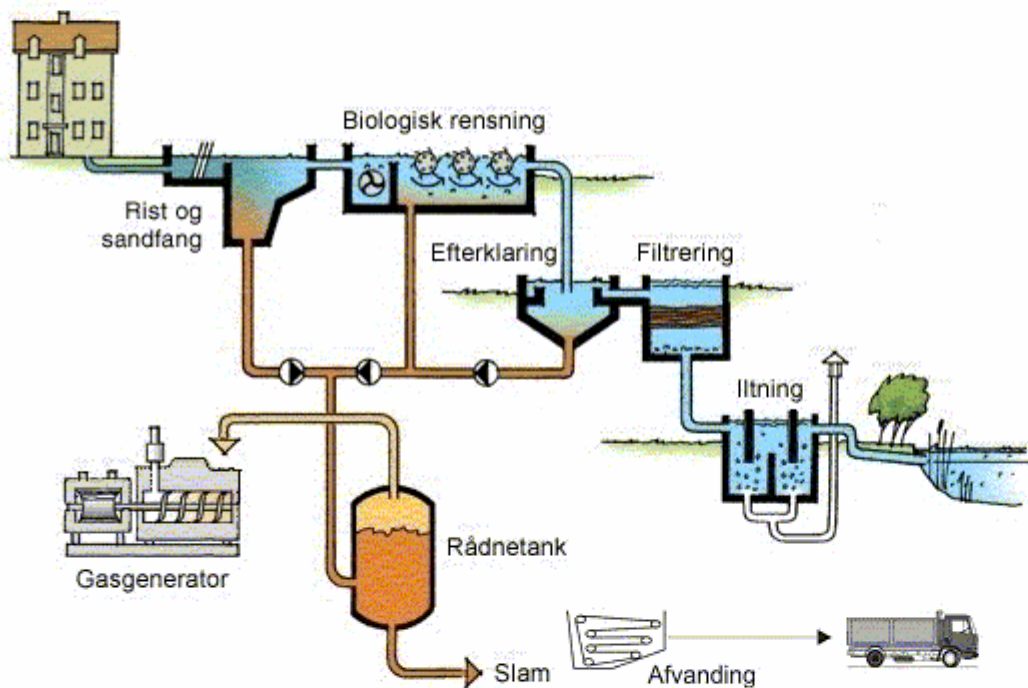 Biologisk rensning
Rist og
sandfang
Efterklaring
Filtrering
Iltning
Gasgenerator
Rådnetank
Slam
Afvanding